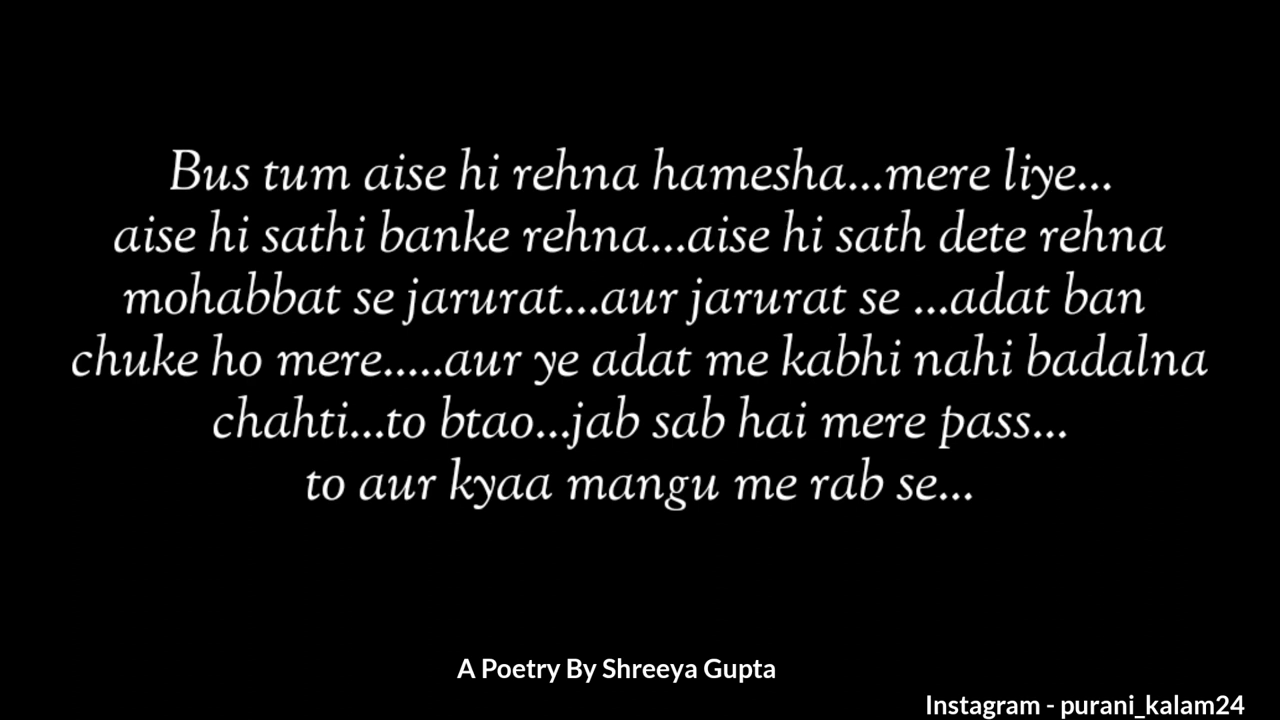 Bus tum aise hi rehna hamesha...mere liye...
aise hi sathi banke rehna...aise hi sath dete rehna
mohabbat se jarurat...aur jarurat se ...adat ban
chuke ho mere.....aur ye adat me kabhi nahi badalna
chahti...to btao...jab sab hai mere pass...
to aur kyaa mangu me rab se...
A Poetry By Shreeya Gupta
Instagram - purani_kalam24